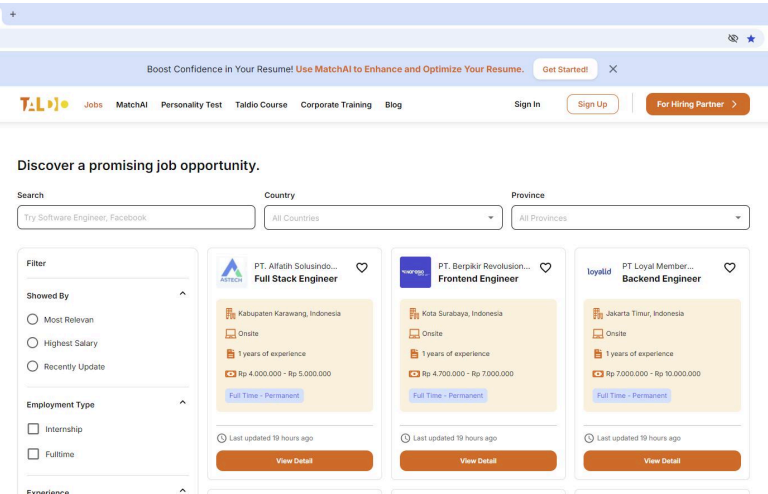 +
Boost Confidence in Your Resume! Use MatchAI to Enhance and Optimize Your Resume. Get Started!
TALDIO Jobs MatchAI Personality Test Taldio Course Corporate Training Blog Sign In Sign Up For Hiring Partner
Discover a promising job opportunity.
Search Country Province
Try Software Engineer, Facebook All Countries All Provinces
Filter
Showed By
Most Relevan
Highest Salary
Recently Update
Employment Type
Internship
Fulltime
Experience
ASTECH
PT. Alfatih Solusindo...
Full Stack Engineer
Kabupaten Karawang, Indonesia
Onsite
1 years of experience
Rp 4.000.000 - Rp 5.000.000
Full Time - Permanent
Last updated 19 hours ago
View Detail
PT. Berpikir Revolusion...
Frontend Engineer
Kota Surabaya, Indonesia
Onsite
1 years of experience
Rp 4.700.000 - Rp 7.000.000
Full Time - Permanent
Last updated 19 hours ago
View Detail
loyalid
PT Loyal Member...
Backend Engineer
Jakarta Timur, Indonesia
Onsite
1 years of experience
Rp 7.000.000 - Rp 10.000.000
Full Time - Permanent
Last updated 19 hours ago
View Detail